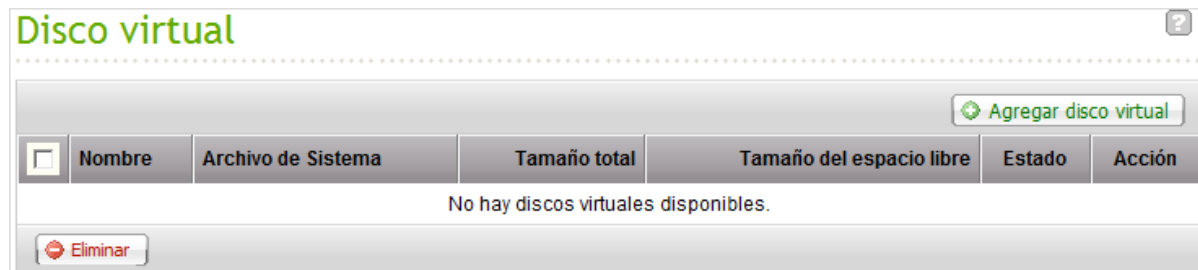 Disco virtual
?
Agregar disco virtual
Nombre Archivo de Sistema Tamaño total Tamaño del espacio libre Estado Acción
No hay discos virtuales disponibles.
Eliminar